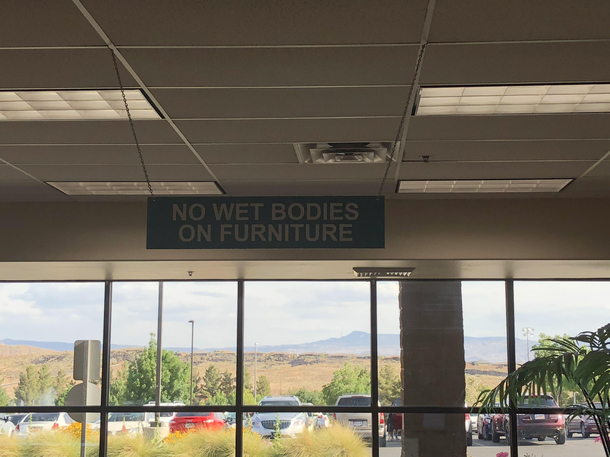 NO WET BODIES
ON FURNITURE